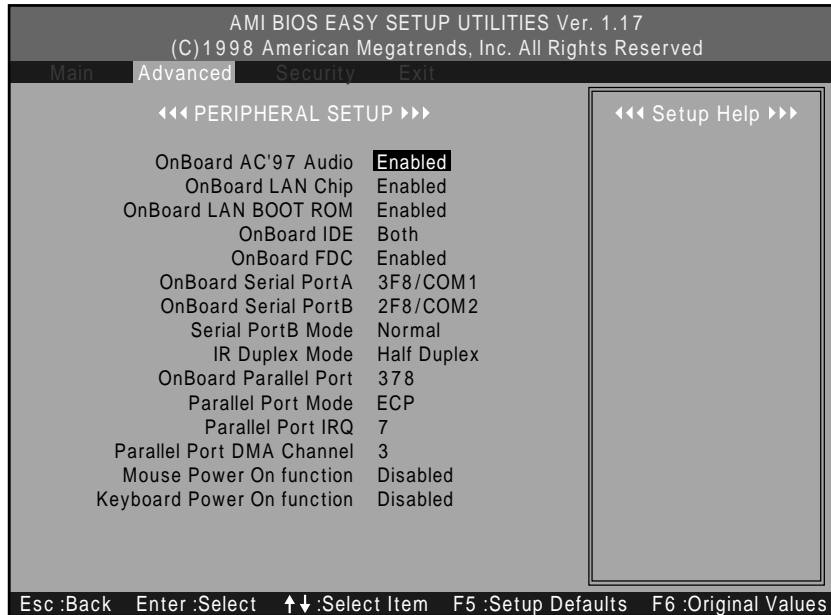 AMI BIOS EASY SETUP UTILITIES Ver. 1.17
(C)1998 American Megatrends, Inc. All Rights Reserved
Main Advanced Security Exit
PERIPHERAL SETUP
Setup Help
OnBoard AC'97 Audio Enabled
OnBoard LAN Chip Enabled
OnBoard LAN BOOT ROM Enabled
OnBoard IDE Both
OnBoard FDC Enabled
OnBoard Serial PortA 3F8/COM1
OnBoard Serial PortB 2F8/COM2
Serial PortB Mode Normal
IR Duplex Mode Half Duplex
OnBoard Parallel Port 378
Parallel Port Mode ECP
Parallel Port IRQ 7
Parallel Port DMA Channel 3
Mouse Power On function Disabled
Keyboard Power On function Disabled
Esc :Back Enter :Select :Select Item F5 :Setup Defaults F6 :Original Values